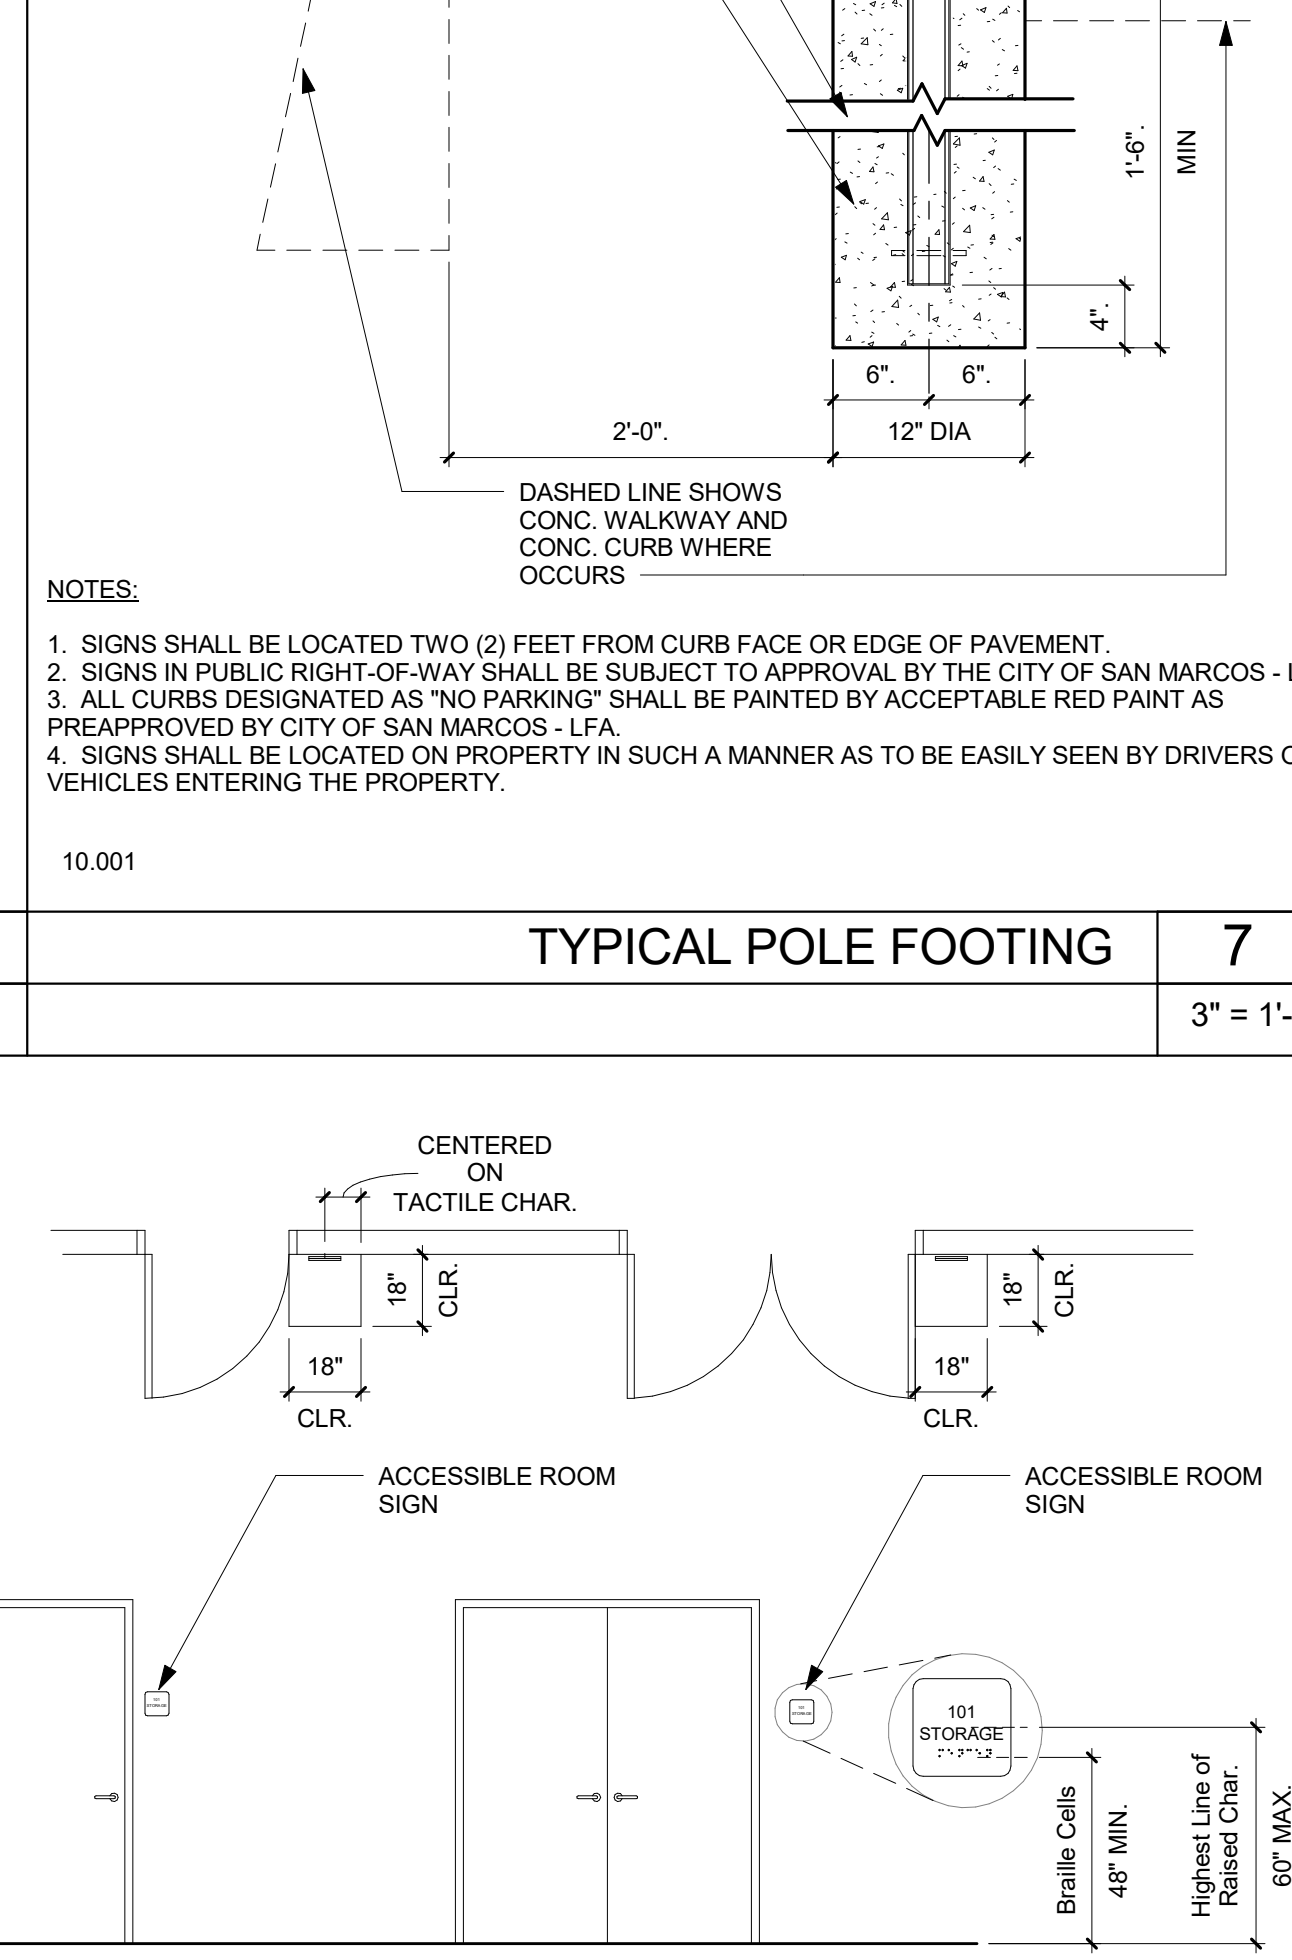 1'-6".
MIN
4".
6".
6".
2'-0".
12" DIA
DASHED LINE SHOWS
CONC. WALKWAY AND
CONC. CURB WHERE
OCCURS
NOTES:
1. SIGNS SHALL BE LOCATED TWO (2) FEET FROM CURB FACE OR EDGE OF PAVEMENT.
2. SIGNS IN PUBLIC RIGHT-OF-WAY SHALL BE SUBJECT TO APPROVAL BY THE CITY OF SAN MARCOS -
3. ALL CURBS DESIGNATED AS "NO PARKING" SHALL BE PAINTED BY ACCEPTABLE RED PAINT AS
PREAPPROVED BY CITY OF SAN MARCOS - LFA.
4. SIGNS SHALL BE LOCATED ON PROPERTY IN SUCH A MANNER AS TO BE EASILY SEEN BY DRIVERS
VEHICLES ENTERING THE PROPERTY.
10.001
TYPICAL POLE FOOTING
7
3" = 1'-
CENTERED
ON
TACTILE CHAR.
18"
CLR.
18"
CLR.
18"
CLR.
18"
CLR.
ACCESSIBLE ROOM
SIGN
ACCESSIBLE ROOM
SIGN
101
STORAGE
101
STORAGE
101
STORAGE
Braille Cells
48" MIN.
Highest Line of
Raised Char.
60" MAX.